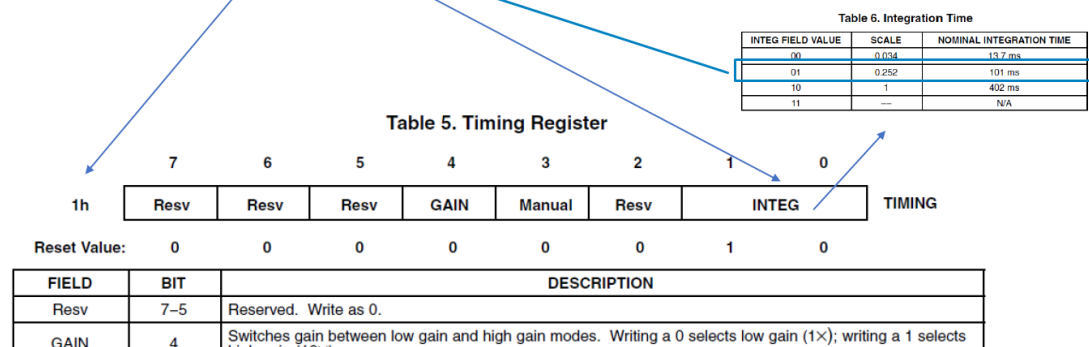 Table 6. Integration Time
INTEG FIELD VALUE SCALE NOMINAL INTEGRATION TIME
00 0.034 13.7 ms
01 0.252 101 ms
10 1 402 ms
11 — N/A
Table 5. Timing Register
7 6 5 4 3 2 1 0
1h Resv Resv Resv GAIN Manual Resv INTEG TIMING
Reset Value: 0 0 0 0 0 0 1 0
FIELD BIT DESCRIPTION
Resv 7–5 Reserved. Write as 0.
GAIN 4 Switches gain between low gain and high gain modes. Writing a 0 selects low gain (1×); writing a 1 selects